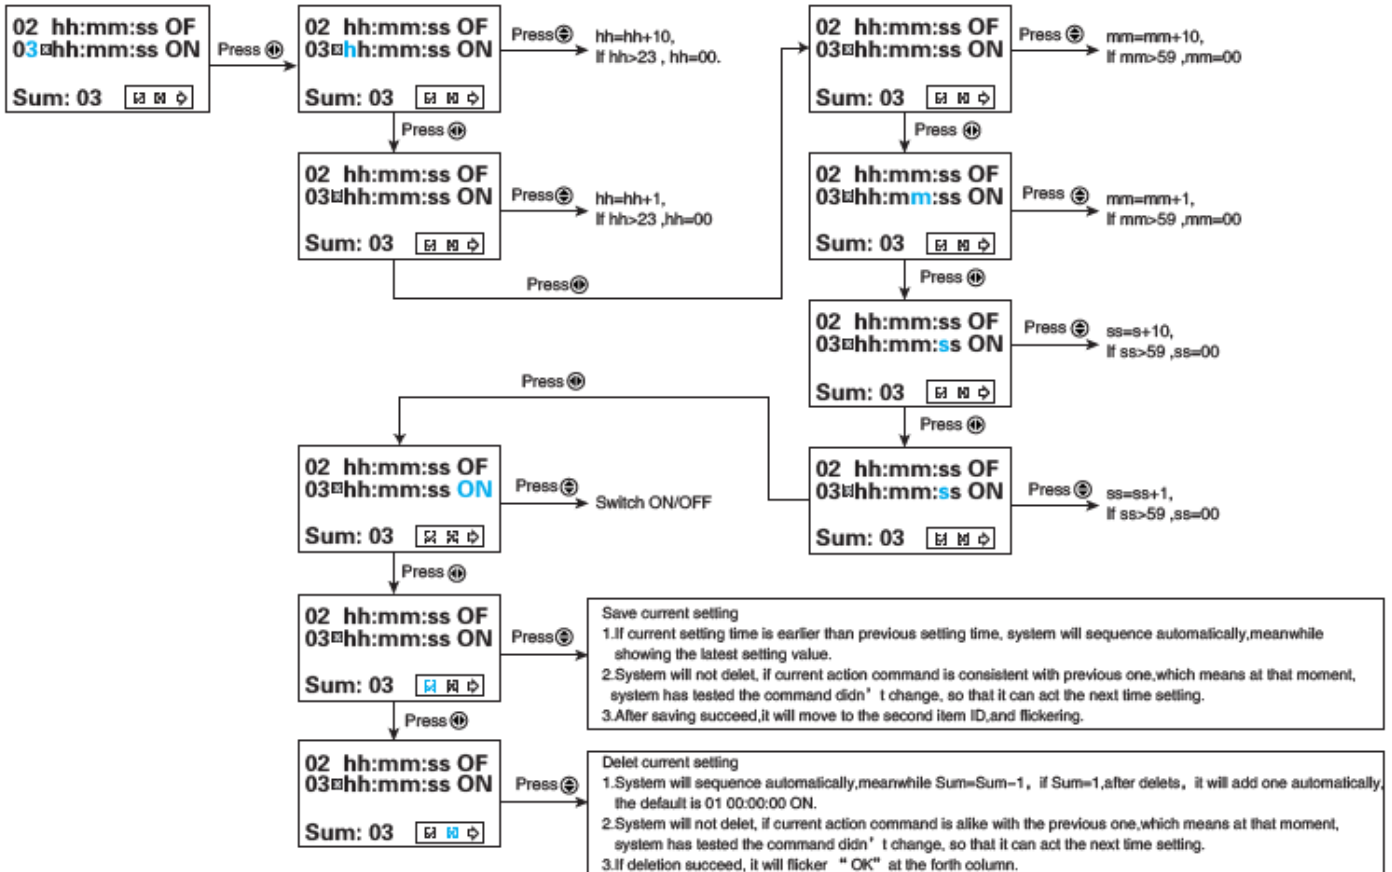 02 hh:mm:ss OF
03 hh:mm:ss ON
Sum: 03
Press
02 hh:mm:ss OF
03 hh:mm:ss ON
Sum: 03
Press
hh=hh+10,
If hh>23 , hh=00.
Press
02 hh:mm:ss OF
03 hh:mm:ss ON
Sum: 03
Press
hh=hh+1,
If hh>23 ,hh=00
Press
02 hh:mm:ss OF
03 hh:mm:ss ON
Sum: 03
Press
mm=mm+10,
If mm>59 ,mm=00
Press
02 hh:mm:ss OF
03 hh:mm:ss ON
Sum: 03
Press
mm=mm+1,
If mm>59 ,mm=00
Press
02 hh:mm:ss OF
03 hh:mm:ss ON
Sum: 03
Press
ss=s+10,
If ss>59 ,ss=00
Press
02 hh:mm:ss OF
03 hh:mm:ss ON
Sum: 03
Press
ss=ss+1,
If ss>59 ,ss=00
Press
02 hh:mm:ss OF
03 hh:mm:ss ON
Sum: 03
Press
Switch ON/OFF
Press
02 hh:mm:ss OF
03 hh:mm:ss ON
Sum: 03
Press
Save current setting
1.If current setting time is earlier than previous setting time, system will sequence automatically,meanwhile
showing the latest setting value.
2.System will not delet, if current action command is consistent with previous one,which means at that moment,
system has tested the command didn' t change, so that it can act the next time setting.
3.After saving succeed,it will move to the second item ID,and flickering.
Press
02 hh:mm:ss OF
03 hh:mm:ss ON
Sum: 03
Press
Delet current setting
1.System will sequence automatically,meanwhile Sum=Sum-1, if Sum=1,after delets, it will add one automatically,
the default is 01 00:00:00 ON.
2.System will not delet, if current action command is alike with the previous one,which means at that moment,
system has tested the command didn' t change, so that it can act the next time setting.
3.If deletion succeed, it will flicker “ OK” at the forth column.